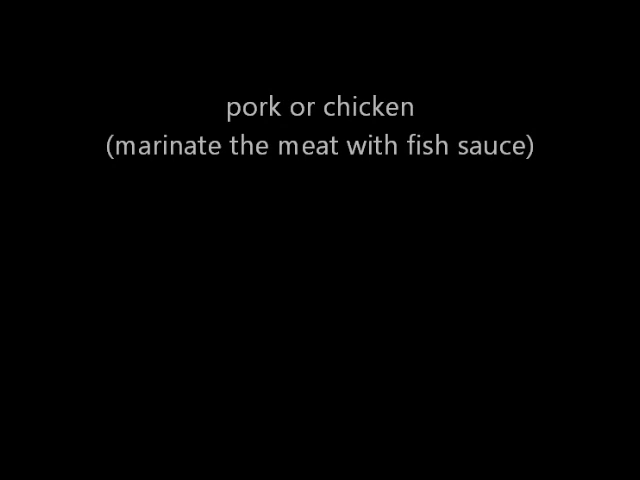 pork or chicken
(marinate the meat with fish sauce)